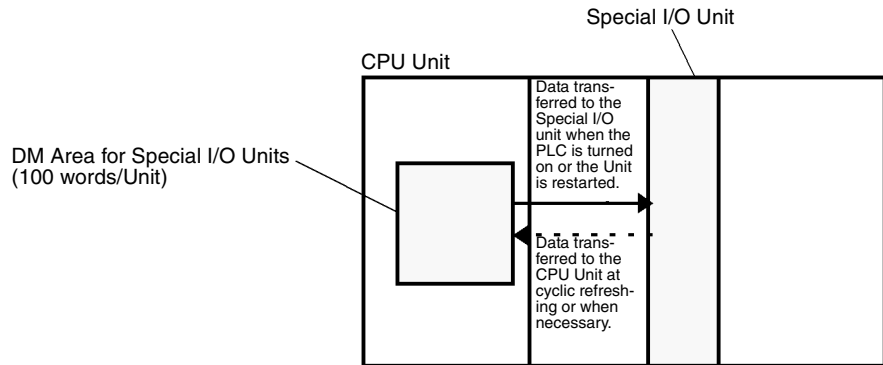 Special I/O Unit
CPU Unit
Data trans-
ferred to the
Special I/O
unit when the
PLC is turned
on or the Unit
is restarted.
DM Area for Special I/O Units
(100 words/Unit)
Data trans-
ferred to the
CPU Unit at
cyclic refresh-
ing or when
necessary.